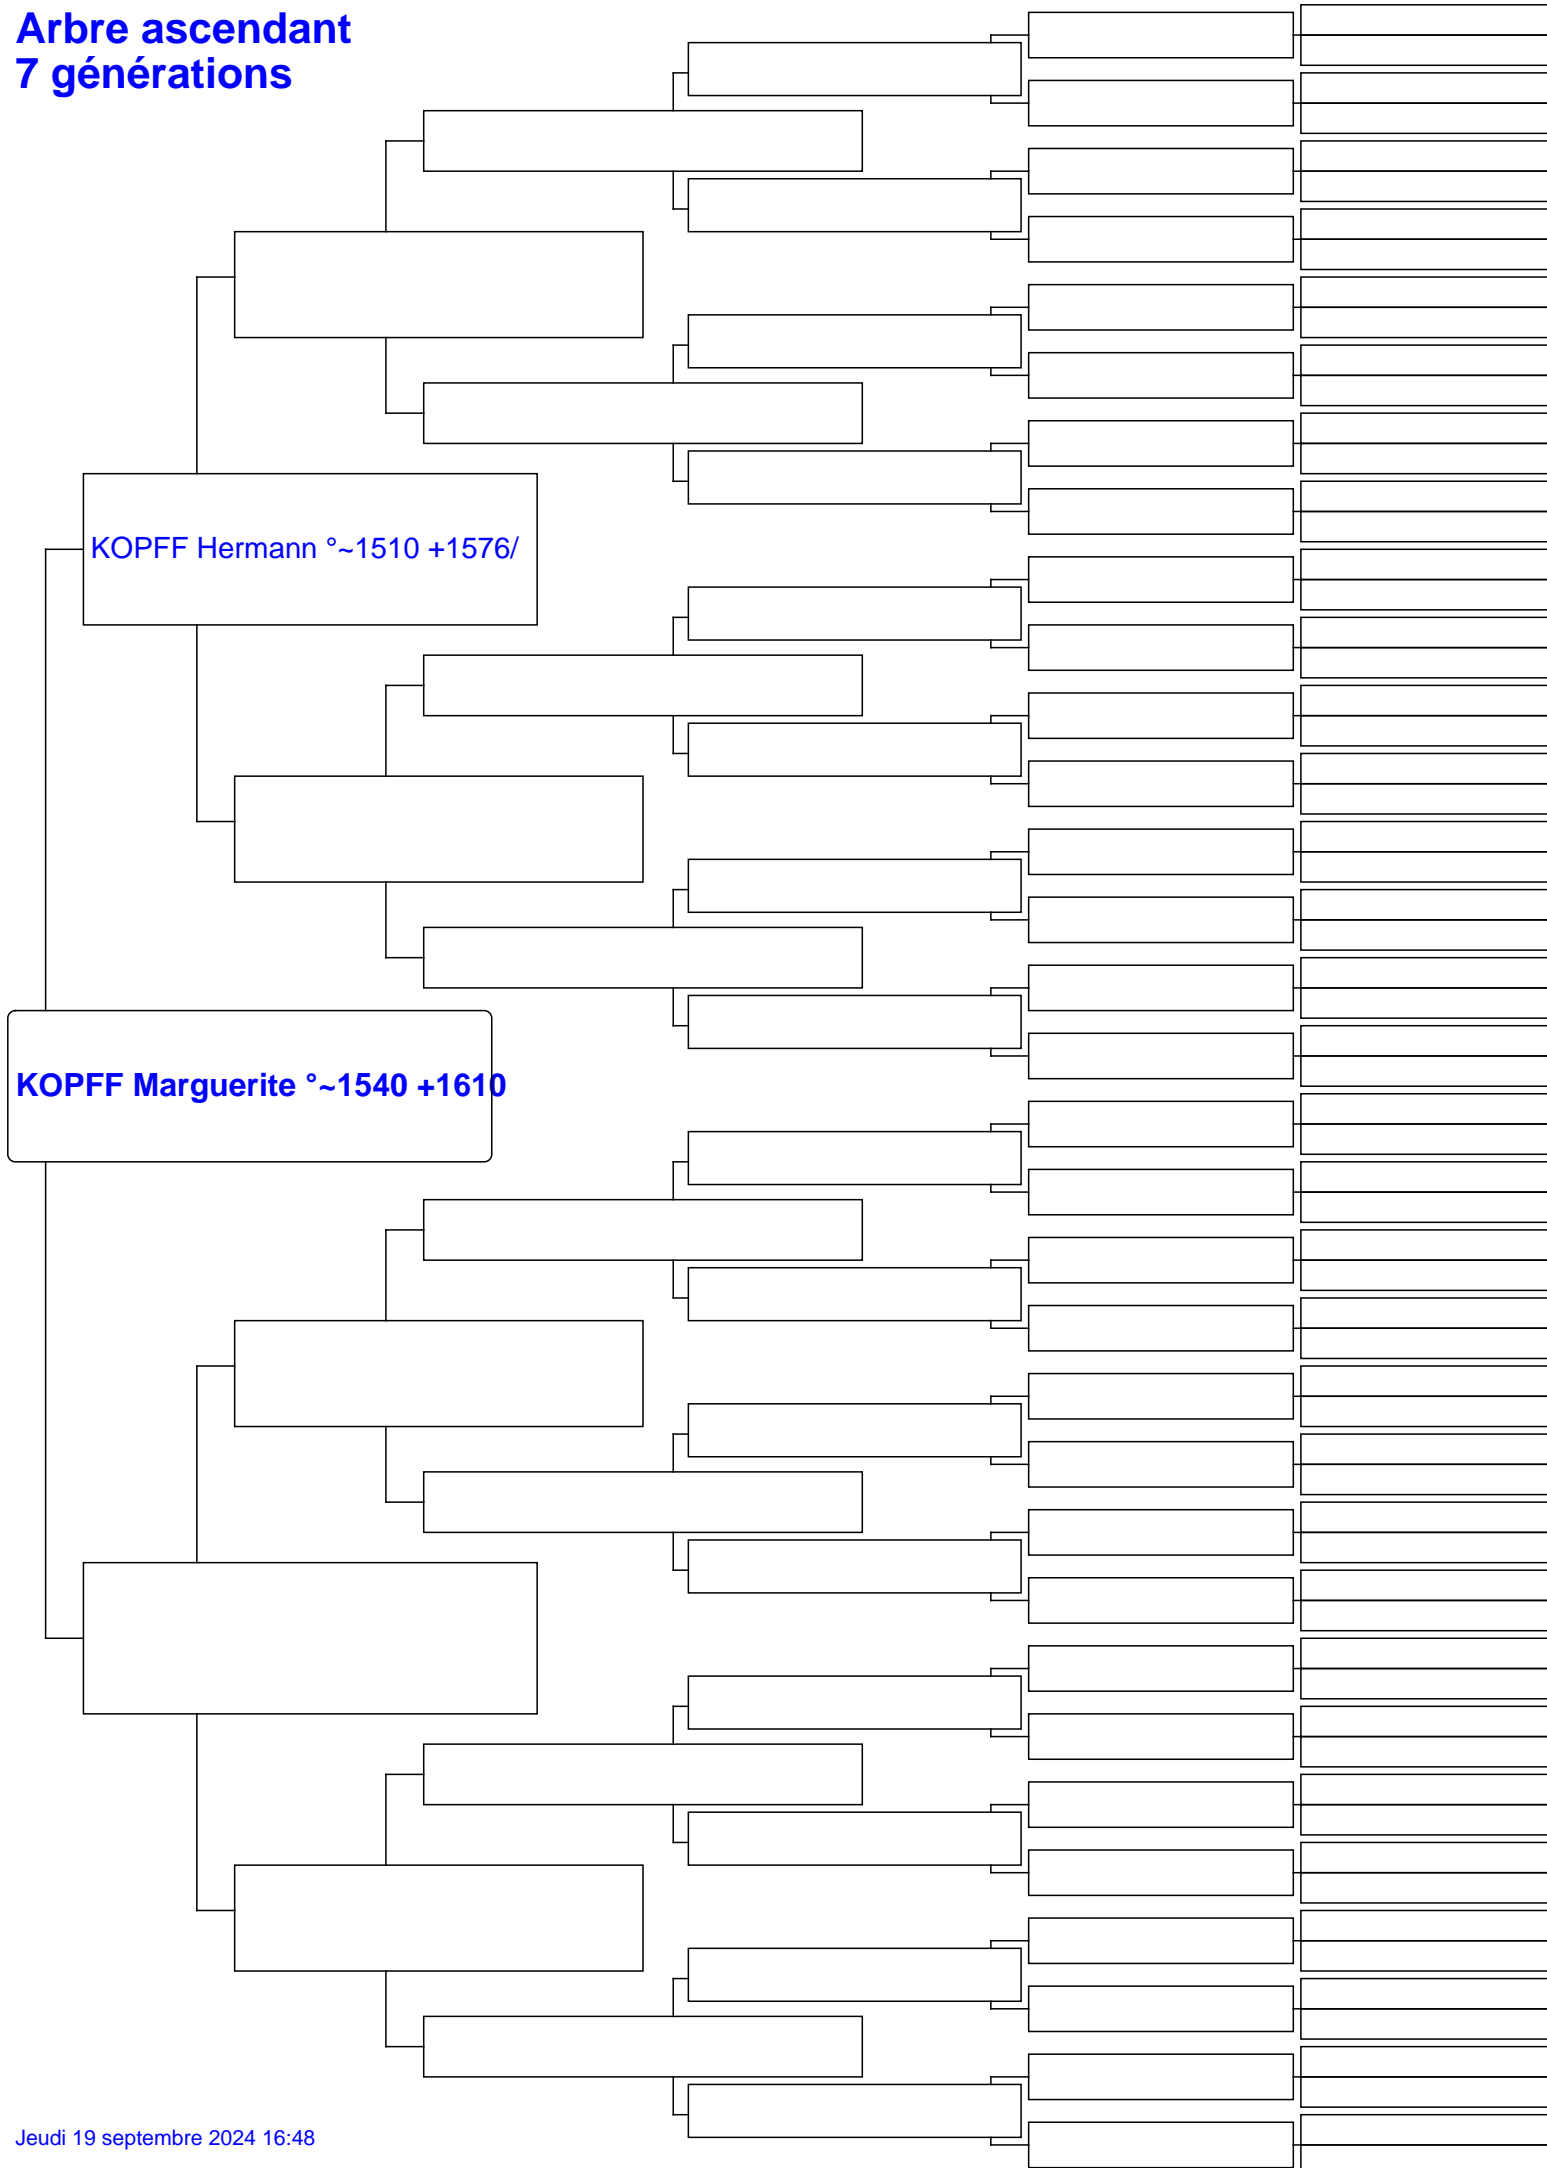 Arbre ascendant
7 générations
KOPFF Hermann °~1510 +1576/
KOPFF Marguerite °~1540 +1610
Jeudi 19 septembre 2024 16:48